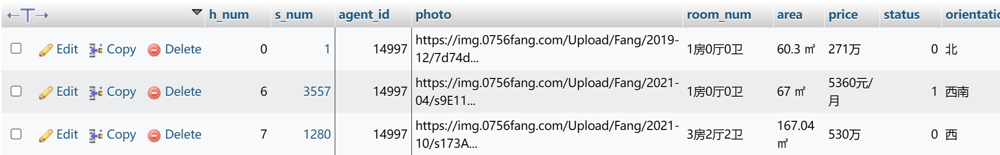 ←T→ h_num s_num agent_id photo room_num area price status orientatic
Edit Copy Delete 0 1 14997 https://img.0756fang.com/Upload/Fang/2019-
12/7d74d... 1房0厅0卫 60.3 ㎡ 271万 0 北
Edit Copy Delete 6 3557 14997 https://img.0756fang.com/Upload/Fang/2021-
04/s9E11... 1房0厅0卫 67 ㎡ 5360元/
月 1 西南
Edit Copy Delete 7 1280 14997 https://img.0756fang.com/Upload/Fang/2021-
10/s173A... 3房2厅2卫 167.04
㎡ 530万 0 西